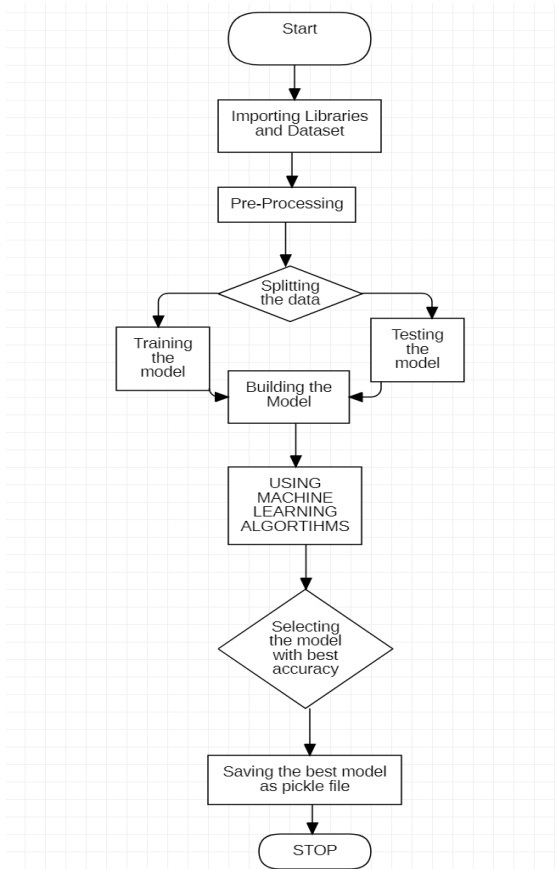 Start
Importing Libraries
and Dataset
Pre-Processing
Splitting
the data
Training
the
model
Testing
the
model
Building the
Model
USING
MACHINE
LEARNING
ALGORTIHMS
Selecting
the model
with best
accuracy
Saving the best model
as pickle file
STOP